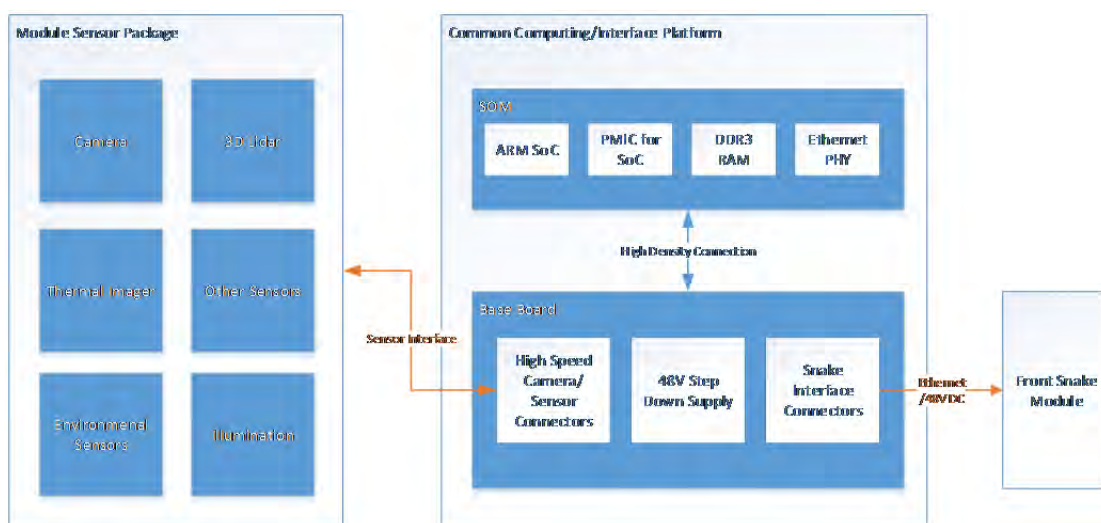 Module Sensor Package
Camera
3D Lidar
Thermal Imager
Other Sensors
Environmenal
Sensors
Illumination
Sensor Interface
Common Computing/Interface Platform
SOM
ARM SoC
PMIC for
SoC
DDR3
RAM
Ethernet
PHY
High Density Connection
Base Board
High Speed
Camera/
Sensor
Connectors
48V Step
Down Supply
Snake
Interface
Connectors
Ethernet
/48VDC
Front Snake
Module